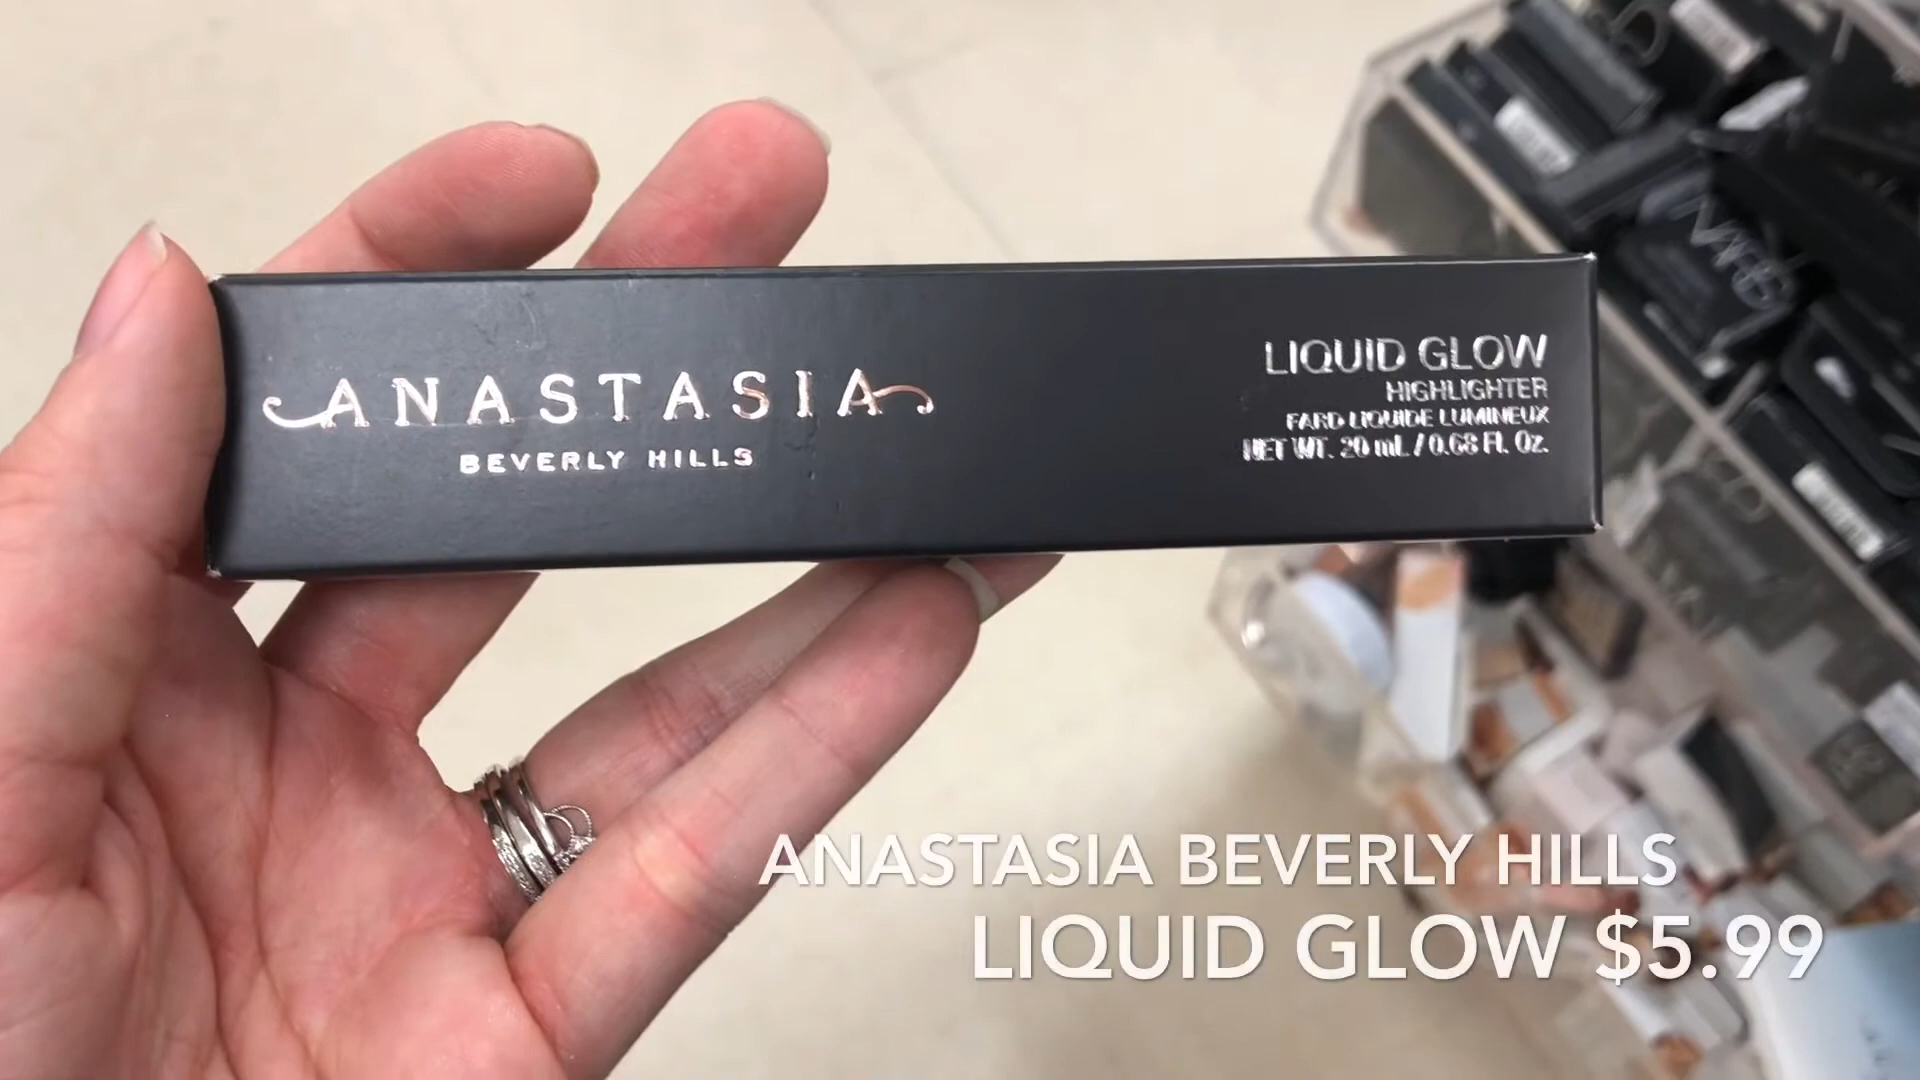 ANASTASIA
BEVERLY HILLS
LIQUID GLOW
HIGHLIGHTER
FARD LIQUIDE LUMINEUX
NET WT. 20 mL / 0.68 Fl. Oz.
NARS
ANASTASIA BEVERLY HILLS
LIQUID GLOW $5.99